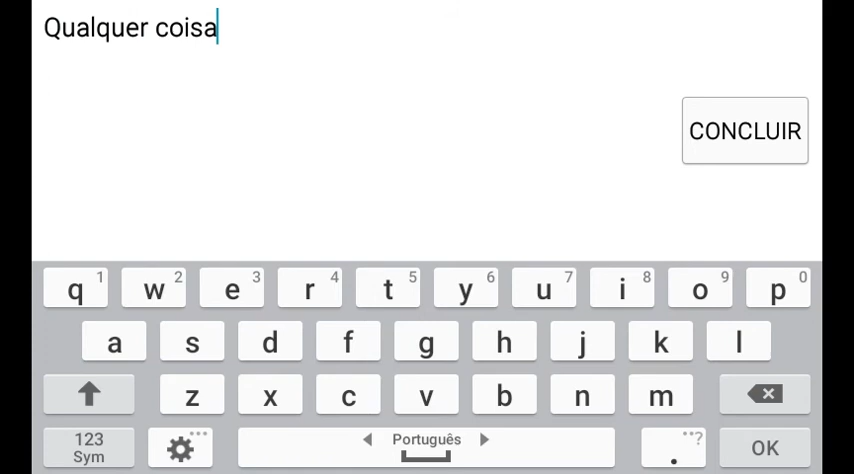 Qualquer coisa
CONCLUIR
q 1 w 2 e 3 r 4 t 5 y 6 u 7 i 8 o 9 p 0
a s d f g h j k l
z x c v b n m
123 Sym Português . ? OK